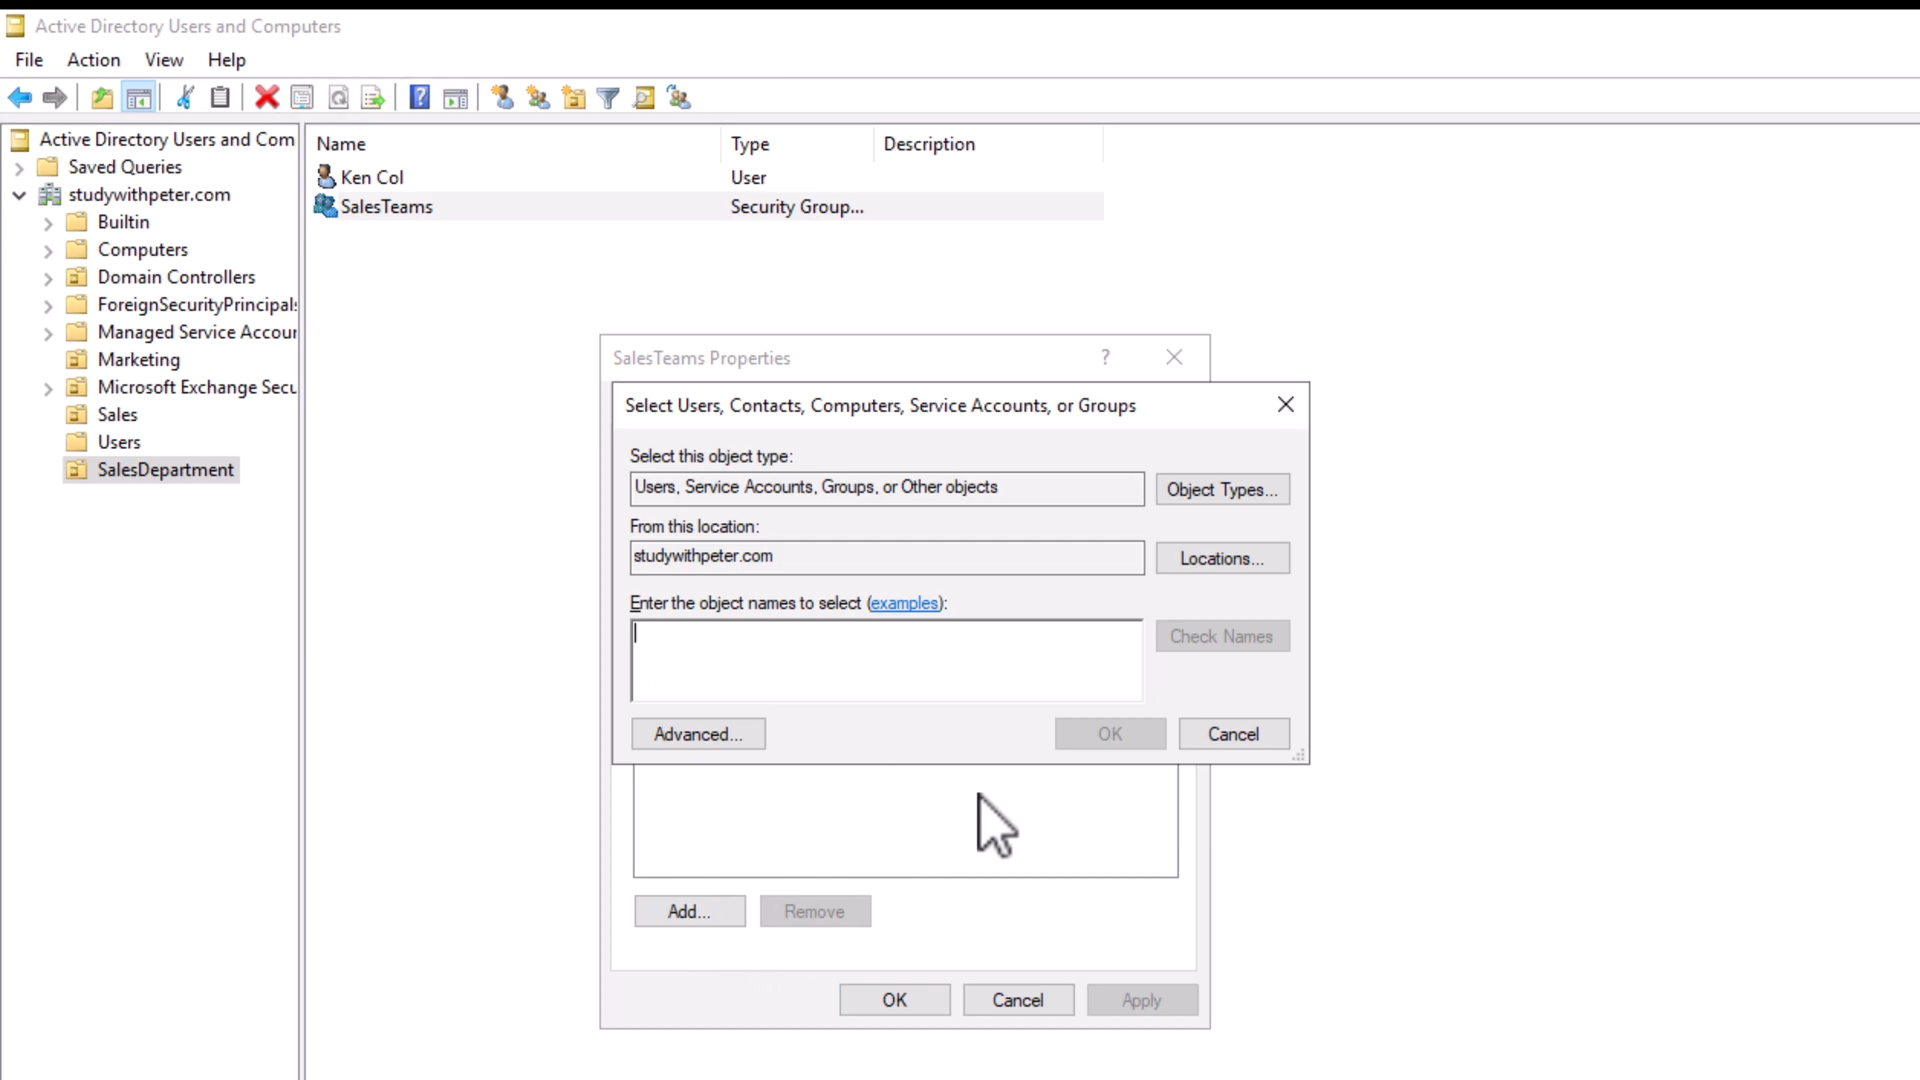 Active Directory Users and Computers
File Action View Help
Active Directory Users and Com
Saved Queries
studywithpeter.com
Builtin
Computers
Domain Controllers
ForeignSecurityPrincipals
Managed Service Accour
Marketing
Microsoft Exchange Secu
Sales
Users
SalesDepartment
Name Type Description
Ken Col User
SalesTeams Security Group...
SalesTeams Properties ?
Select Users, Contacts, Computers, Service Accounts, or Groups
Select this object type:
Users, Service Accounts, Groups, or Other objects Object Types...
From this location:
studywithpeter.com Locations...
Enter the object names to select (examples):
Check Names
Advanced... OK Cancel
Add... Remove
OK Cancel Apply